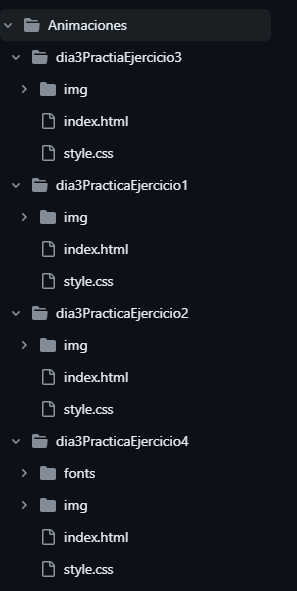 Animaciones
dia3PractiaEjercicio3
img
index.html
style.css
dia3PracticaEjercicio1
img
index.html
style.css
dia3PracticaEjercicio2
img
index.html
style.css
dia3PracticaEjercicio4
fonts
img
index.html
style.css